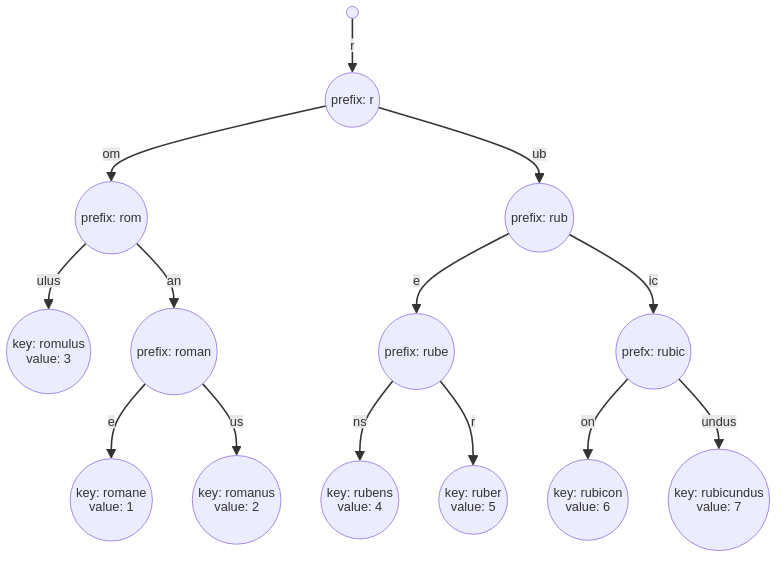 r
prefix: r
om
ub
prefix: rom
prefix: rub
ulus
an
e
ic
key: romulus
value: 3
prefix: roman
prefix: rube
prefx: rubic
e
us
ns
r
on
undus
key: romane
value: 1
key: romanus
value: 2
key: rubens
value: 4
key: ruber
value: 5
key: rubicon
value: 6
key: rubicundus
value: 7